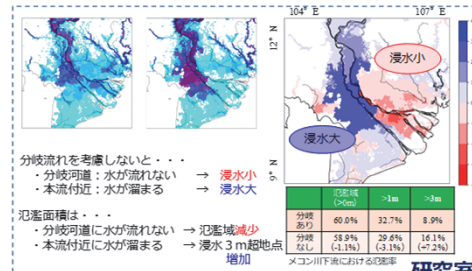 104° E
107° E
12° N
9° N
浸水小
浸水大
分岐流れを考慮しないと・・・
・分岐河道：水が流れない → 浸水小
・本流付近：水が溜まる → 浸水大
氾濫面積は・・・
・分岐河道に水が流れない → 氾濫域減少
・本流付近に水が溜まる → 浸水３ｍ超地点
増加
氾濫域 (>0m) >1m >3m
分岐あり 60.0% 32.7% 8.9%
分岐なし 58.9% (-1.1%) 29.6% (-3.1%) 16.1% (+7.2%)
メコン川下流における氾濫率
研究室